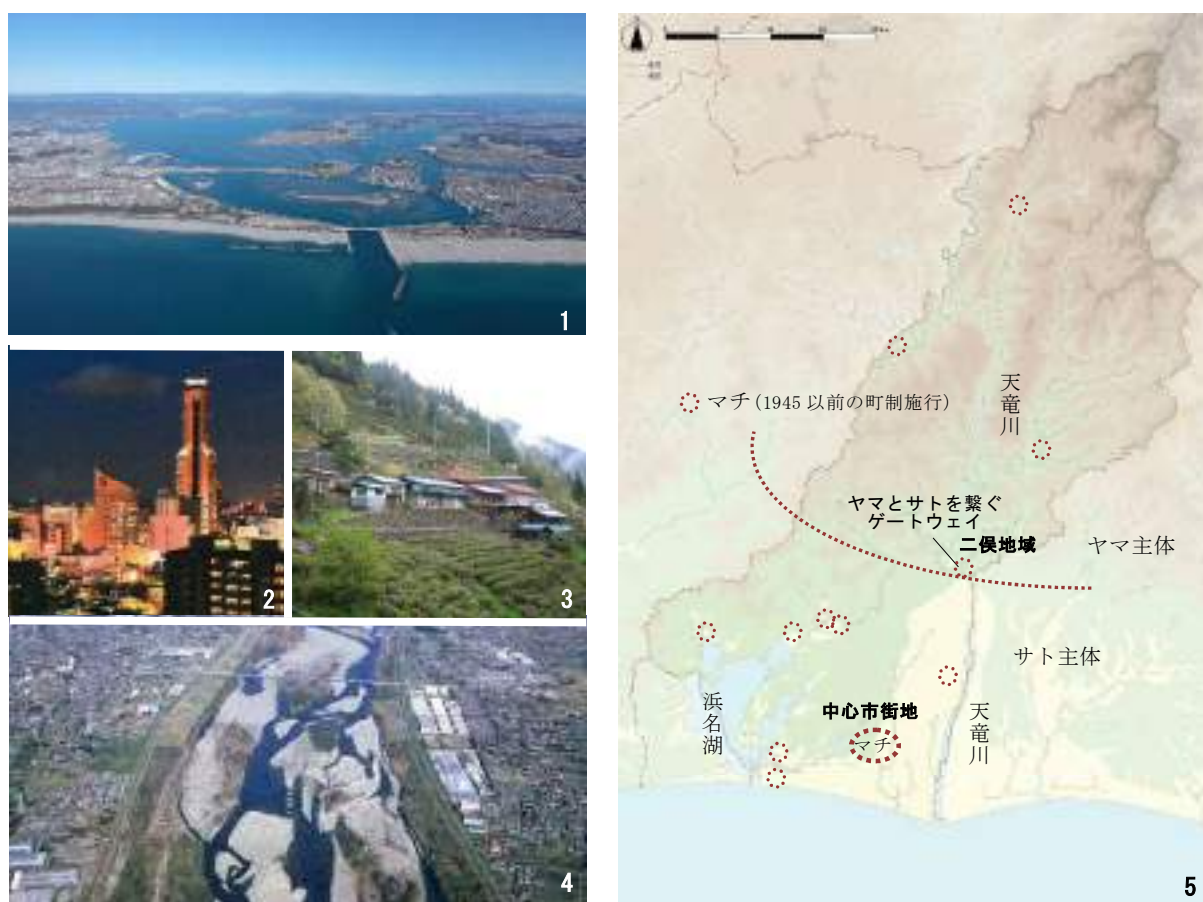 1
2
3
4
マチ(1945 以前の町制施行)
天竜川
ヤマとサトを繋ぐ
ゲートウェイ
二俣地域
ヤマ主体
サト主体
浜名湖
中心市街地
マチ
天竜川
5